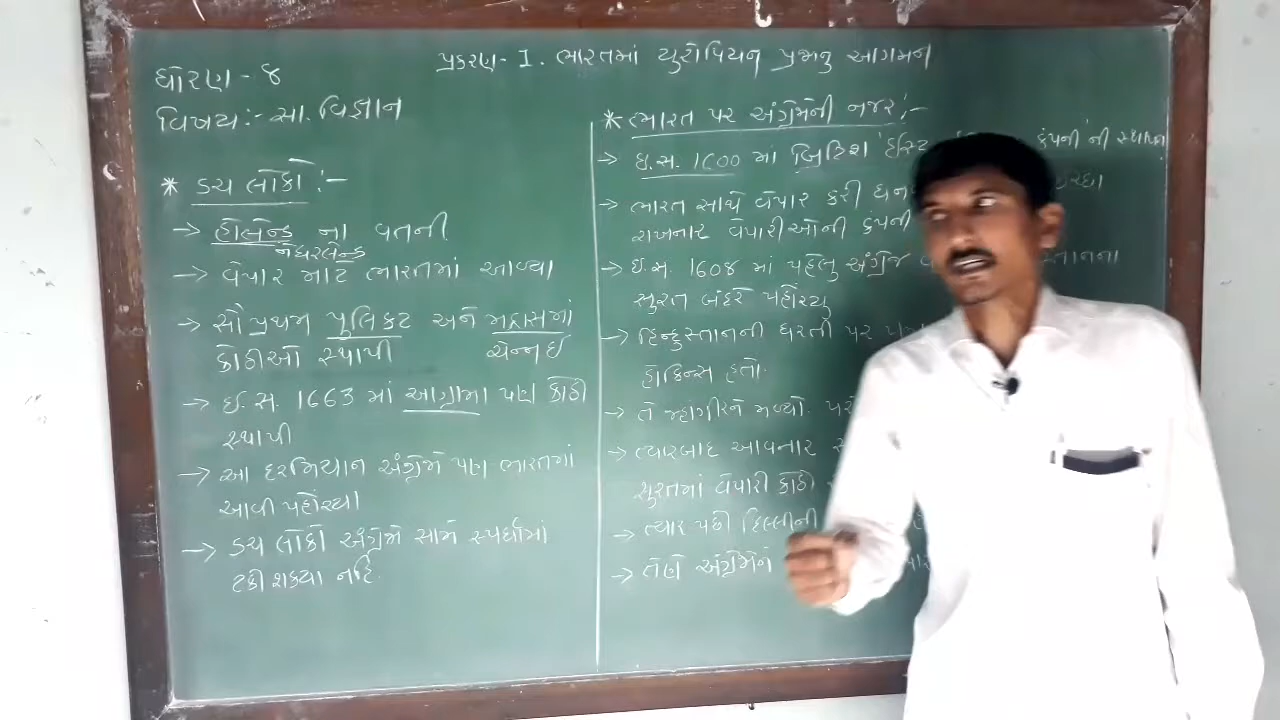 ધોરણ - ૪
વિષય:- સા. વિજ્ઞાન
પ્રકરણ - I. ભારતમાં યુરોપિયન પ્રજાનુ આગમન
* ડચ લોકો :-
→ હોલેન્ડ ના વતની
નેધરલેન્ડ
→ વેપાર માટે ભારતમાં આવ્યા
→ સૌ પ્રથમ પુલિકટ અને મદ્રાસમાં
કોઠીઓ સ્થાપી ચેન્નઈ
→ ઈ.સ. 1663 માં આગ્રામા પણ કોઠી
સ્થાપી
→ આ દરમિયાન અંગ્રેજો પણ ભારતમાં
આવી પહોંચ્યા
→ ડચ લોકો અંગ્રેજો સામે સ્પર્ધામાં
ટકી શક્યા નહિ.
* ભારત પર અંગ્રેજોની નજર :-
→ ઇ.સ. 1600 માં બ્રિટિશ 'ઈસ્ટ કંપની' ની સ્થાપના
→ ભારત સાથે વેપાર કરી ધન
રાખનાર વેપારીઓની કંપની
→ ઇ.સ. 1608 માં પહેલુ અંગ્રેજ
સુરત બંદરે પહોંચ્યુ
→ હિન્દુસ્તાનની ધરતી પર
હોકિન્સ હતો.
→ તે જહાંગીરને મળ્યો.
→ ત્યારબાદ આવનાર
સુરતમાં વેપારી કોઠી
→ ત્યાર પછી દિલ્લીની
→ તેણે અંગ્રેજોને